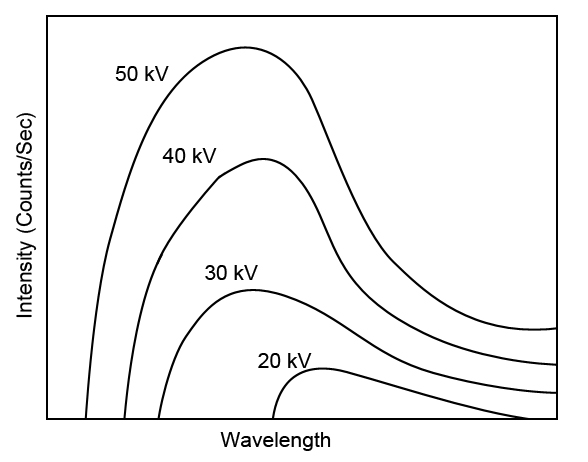 50 kV
40 kV
30 kV
20 kV
Intensity (Counts/Sec)
Wavelength